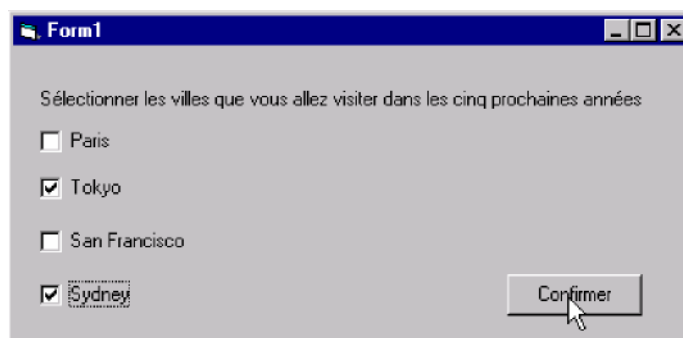 Form1
Sélectionner les villes que vous allez visiter dans les cinq prochaines années
Paris
Tokyo
San Francisco
Sydney
Confirmer